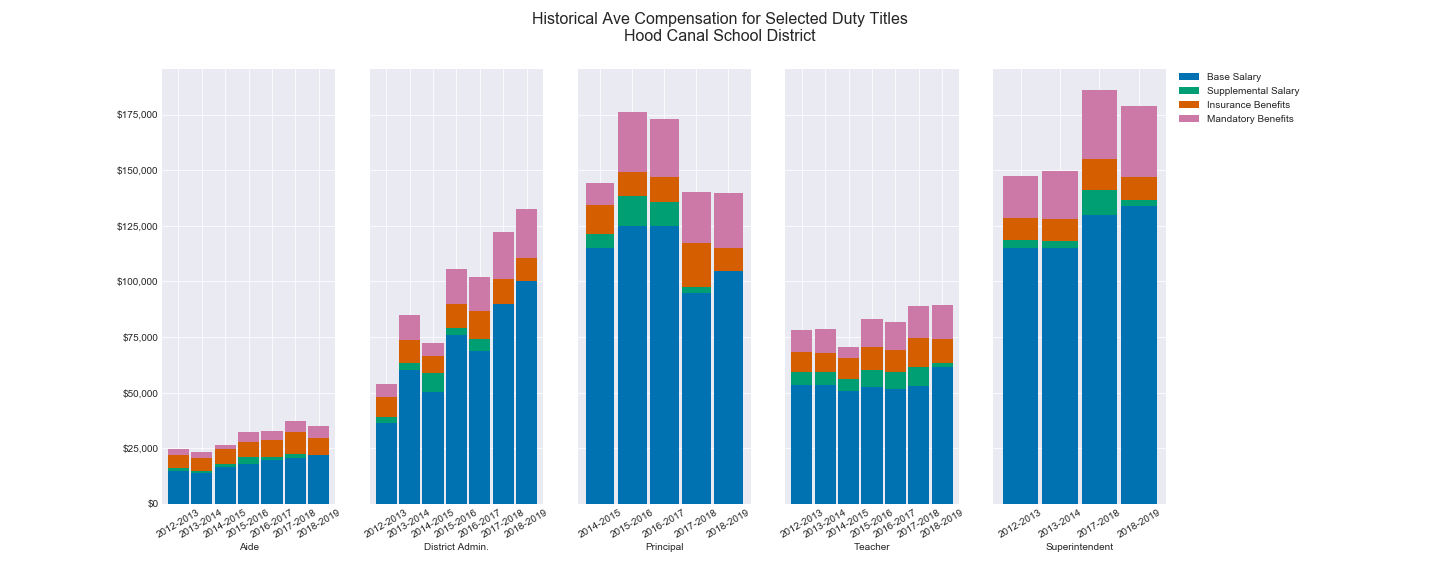 Historical Ave Compensation for Selected Duty Titles
Hood Canal School District
Base Salary
Supplemental Salary
Insurance Benefits
Mandatory Benefits
$175,000
$150,000
$125,000
$100,000
$75,000
$50,000
$25,000
$0
2012-2013 2013-2014 2014-2015 2015-2016 2016-2017 2017-2018 2018-2019
Aide
2012-2013 2013-2014 2014-2015 2015-2016 2016-2017 2017-2018 2018-2019
District Admin.
2014-2015 2015-2016 2016-2017 2017-2018 2018-2019
Principal
2012-2013 2013-2014 2014-2015 2015-2016 2016-2017 2017-2018 2018-2019
Teacher
2012-2013 2013-2014 2017-2018 2018-2019
Superintendent